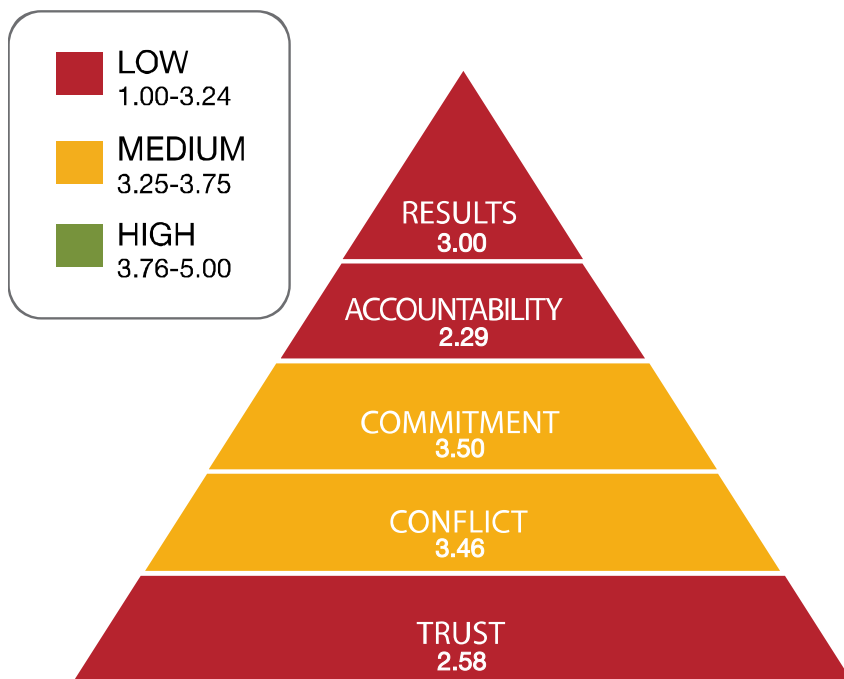 LOW
1.00-3.24
MEDIUM
3.25-3.75
HIGH
3.76-5.00
RESULTS
3.00
ACCOUNTABILITY
2.29
COMMITMENT
3.50
CONFLICT
3.46
TRUST
2.58